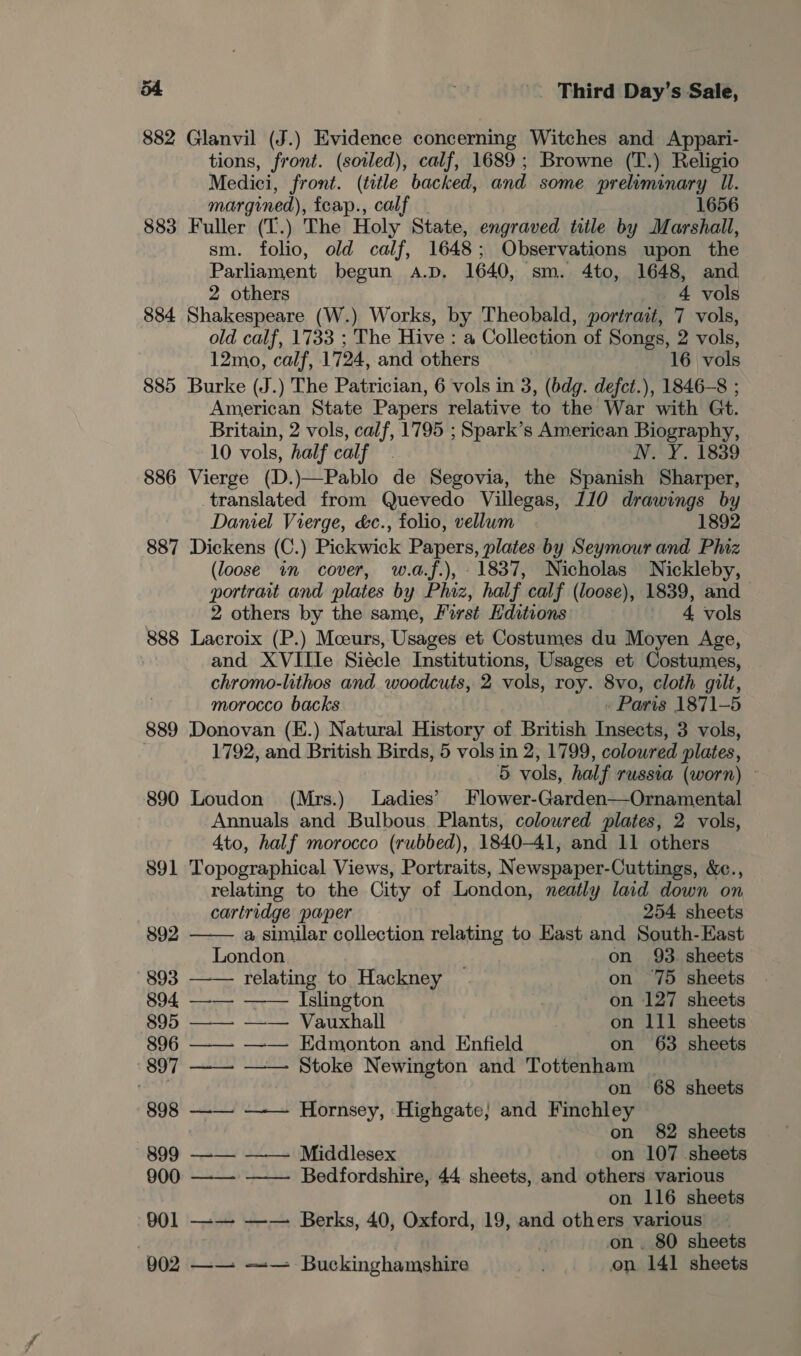 54 Third Day's Sale,
882 Glanvil (J.) Evidence concerning Witches and Appari-
tions, front. (soiled), calf, 1689; Browne (T.) Religio
Medici, front. (title backed, and some preliminary ll.
margined), fcap., calf 1656
883 Fuller (T.) The Holy State, engraved title by Marshall,
sm. folio, old calf, 1648; Observations upon the
Parliament begun A.D. 1640, sm. 4to, 1648, and
2 others 4 vols
884 Shakespeare (W.) Works, by Theobald, portrait, 7 vols,
old calf, 1733; The Hive: a Collection of Songs, 2 vols,
12mo, calf, 1724, and others 16 vols
885 Burke (J.) The Patrician, 6 vols in 3, (bdg. defct.), 1846-8;
American State Papers relative to the War with Gt.
Britain, 2 vols, calf, 1795; Spark's American Biography,
10 vols, half calf N. Y. 1839
886 Vierge (D.)—Pablo de Segovia, the Spanish Sharper,
translated from Quevedo Villegas, 110 drawings by
Daniel Vierge, &c., folio, vellum 1892
887 Dickens (C.) Pickwick Papers, plates by Seymour and Phiz
(loose in cover, w.a.f.), 1837, Nicholas Nickleby,
portrait and plates by Phiz, half calf (loose), 1839, and
2 others by the same, First Editions 4 vols
888 Lacroix (P.) Mœurs, Usages et Costumes du Moyen Age,
and XVIIIe Siécle Institutions, Usages et Costumes,
chromo-lithos and woodcuts, 2 vols, roy. 8vo, cloth gilt,
morocco backs Paris 1871-5
889 Donovan (E.) Natural History of British Insects, 3 vols,
1792, and British Birds, 5 vols in 2, 1799, coloured plates,
5 vols, half russia (worn)
890 Loudon (Mrs.) Ladies' Flower-Garden—Ornamental
Annuals and Bulbous Plants, coloured plates, 2 vols,
4to, half morocco (rubbed), 1840-41, and 11 others
891 Topographical Views, Portraits, Newspaper-Cuttings, &c.,
relating to the City of London, neatly laid down on
cartridge paper 254 sheets
892 —— a similar collection relating to East and South-East
London on 93 sheets
893 —— relating to Hackney on 75 sheets
894 —— —— Islington on 127 sheets
895 —— —— Vauxhall on 111 sheets
896 —— —— Edmonton and Enfield on 63 sheets
897 —— —— Stoke Newington and Tottenham
on 68 sheets
898 —— —— Hornsey, Highgate, and Finchley
on 82 sheets
899 —— —— Middlesex on 107 sheets
900 —— —— Bedfordshire, 44 sheets, and others various
on 116 sheets
901 —— —— Berks, 40, Oxford, 19, and others various
on 80 sheets
902 —— —— Buckinghamshire on 141 sheets